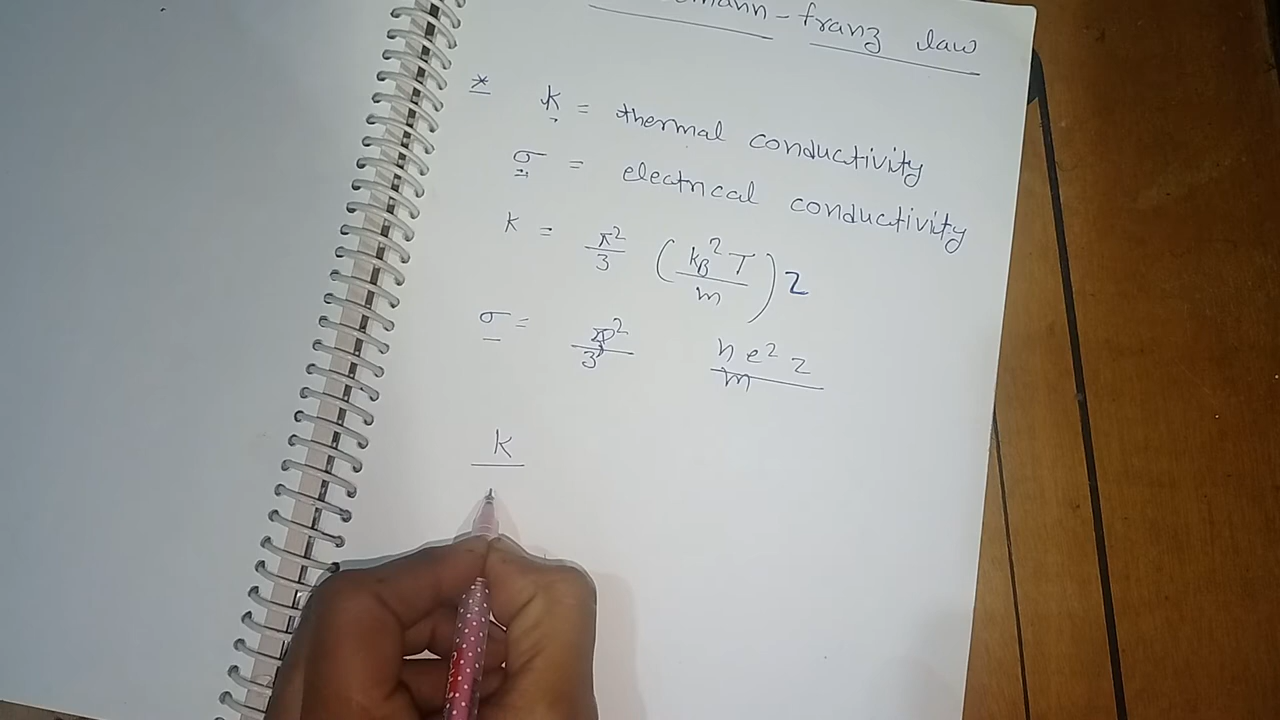 franz law
* k = thermal conductivity
σ = electrical conductivity
k = π²/3 (k_B² T / m) z
σ = π²/3 n e² z / m
k